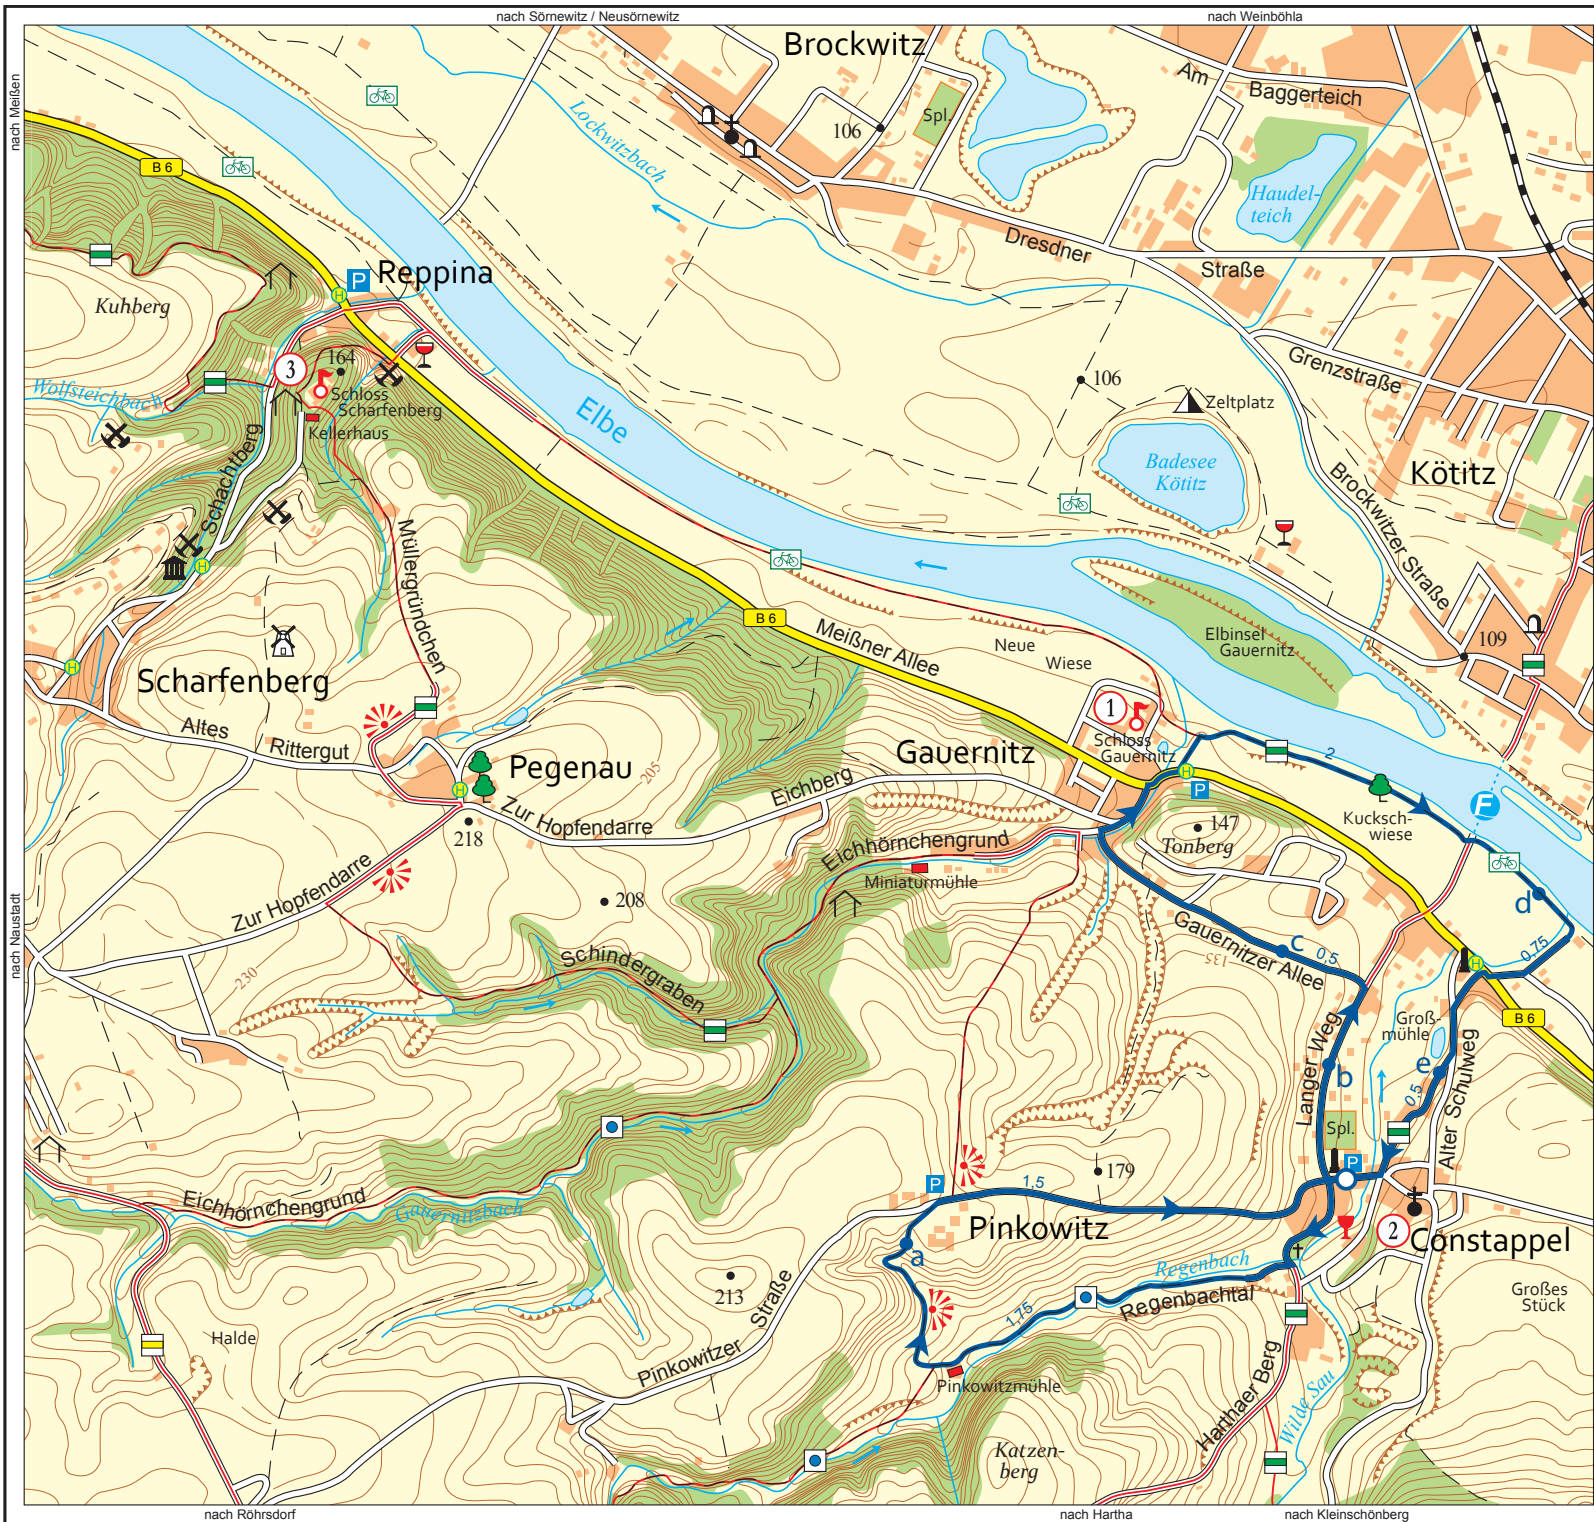 nach Sörnewitz / Neusörnewitz
nach Weinböhla
nach Meißen
Brockwitz
Am
Baggerteich
Lockwitzbach
106
Spl.
B 6
Haudel-
teich
Dresdner
Straße
P
Reppina
H
Kuhberg
3
164
Schloss
Scharfenberg
Wolfsteichbach
Kellerhaus
Grenzstraße
106
Zeltplatz
Elbe
Badesee
Kötitz
Kötitz
Schachtberg
Brockwitzer Straße
Müllergründchen
H
B 6
Meißner Allee
Neue
Wiese
Elbinsel
Gauernitz
109
H
Scharfenberg
1
Schloss
Gauernitz
Altes
Rittergut
Pegenau
205
Gauernitz
Eichberg
H
P
2
H
Zur Hopfendarre
218
Kucksch-
wiese
F
147
Tonberg
Eichhörnchengrund
Miniaturmühle
Zur Hopfendarre
208
d
nach Naustadt
Gauernitzer Allee
c
0,5
135
0,75
H
Schindergraben
230
Groß-
mühle
B 6
Langer Weg
b
e
0,5
Alter Schulweg
Spl.
P
179
Eichhörnchengrund
Gauernitzbach
P
1,5
Pinkowitz
2
Constappel
a
Regenbach
Regenbachtal
213
1,75
Großes
Stück
Halde
Pinkowitzer
Straße
Pinkowitzmühle
Harthaer Berg
Wilde Sau
Katzen-
berg
nach Röhrsdorf
nach Hartha
nach Kleinschönberg